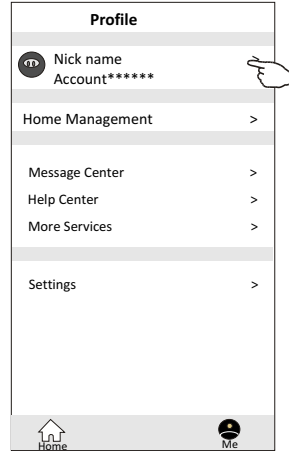 Profile
Nick name
Account******
Home Management >
Message Center >
Help Center >
More Services >
Settings >
Home Me